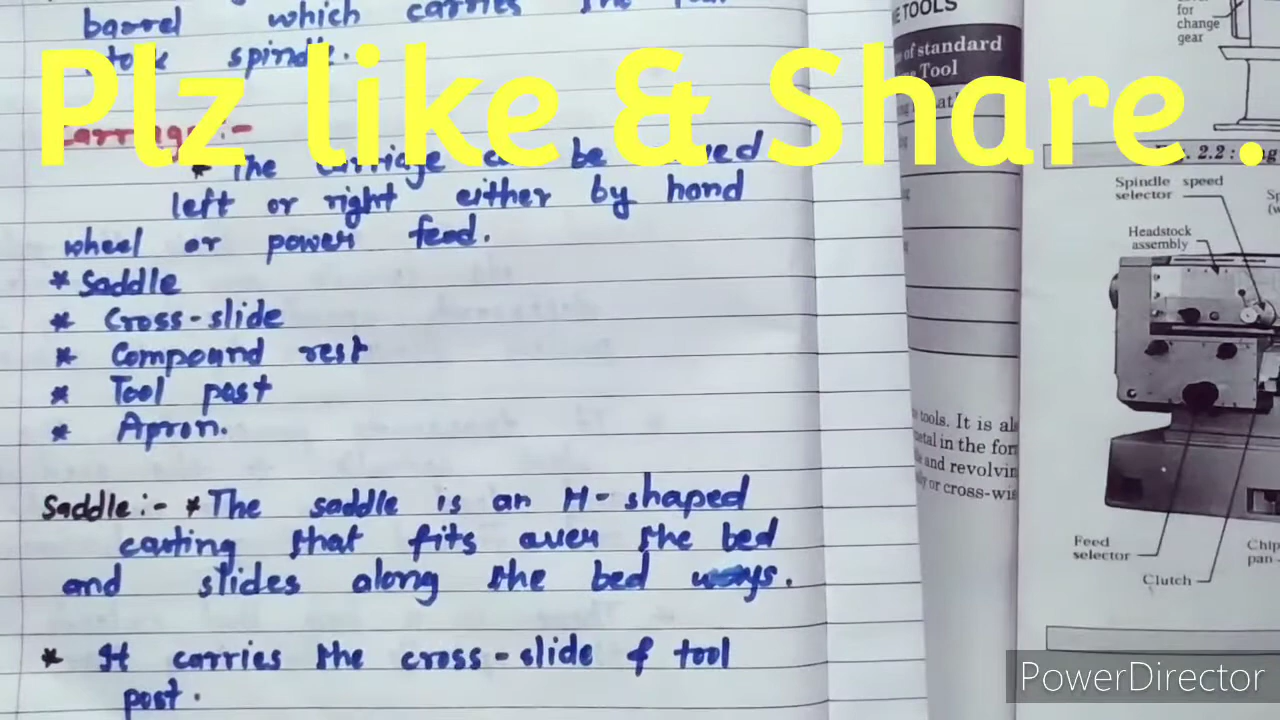 barrel which carries the tail
stock spindle.
Plz like & Share .
Carriage :-
* The carriage can be moved
left or right either by hand
wheel or power feed.
* Saddle
* Cross-slide
* Compound rest
* Tool post
* Apron.
Saddle :- * The saddle is an H-shaped
casting that fits over the bed
and slides along the bed ways.
* It carries the cross-slide & tool
post.
E TOOLS
of standard
Tool
tools. It is al
etal in the for
and revolvin
or cross-wis
for
change
gear
2.2 :
Spindle speed
selector
Headstock
assembly
Feed
selector
Clutch
Chip
pan
PowerDirector